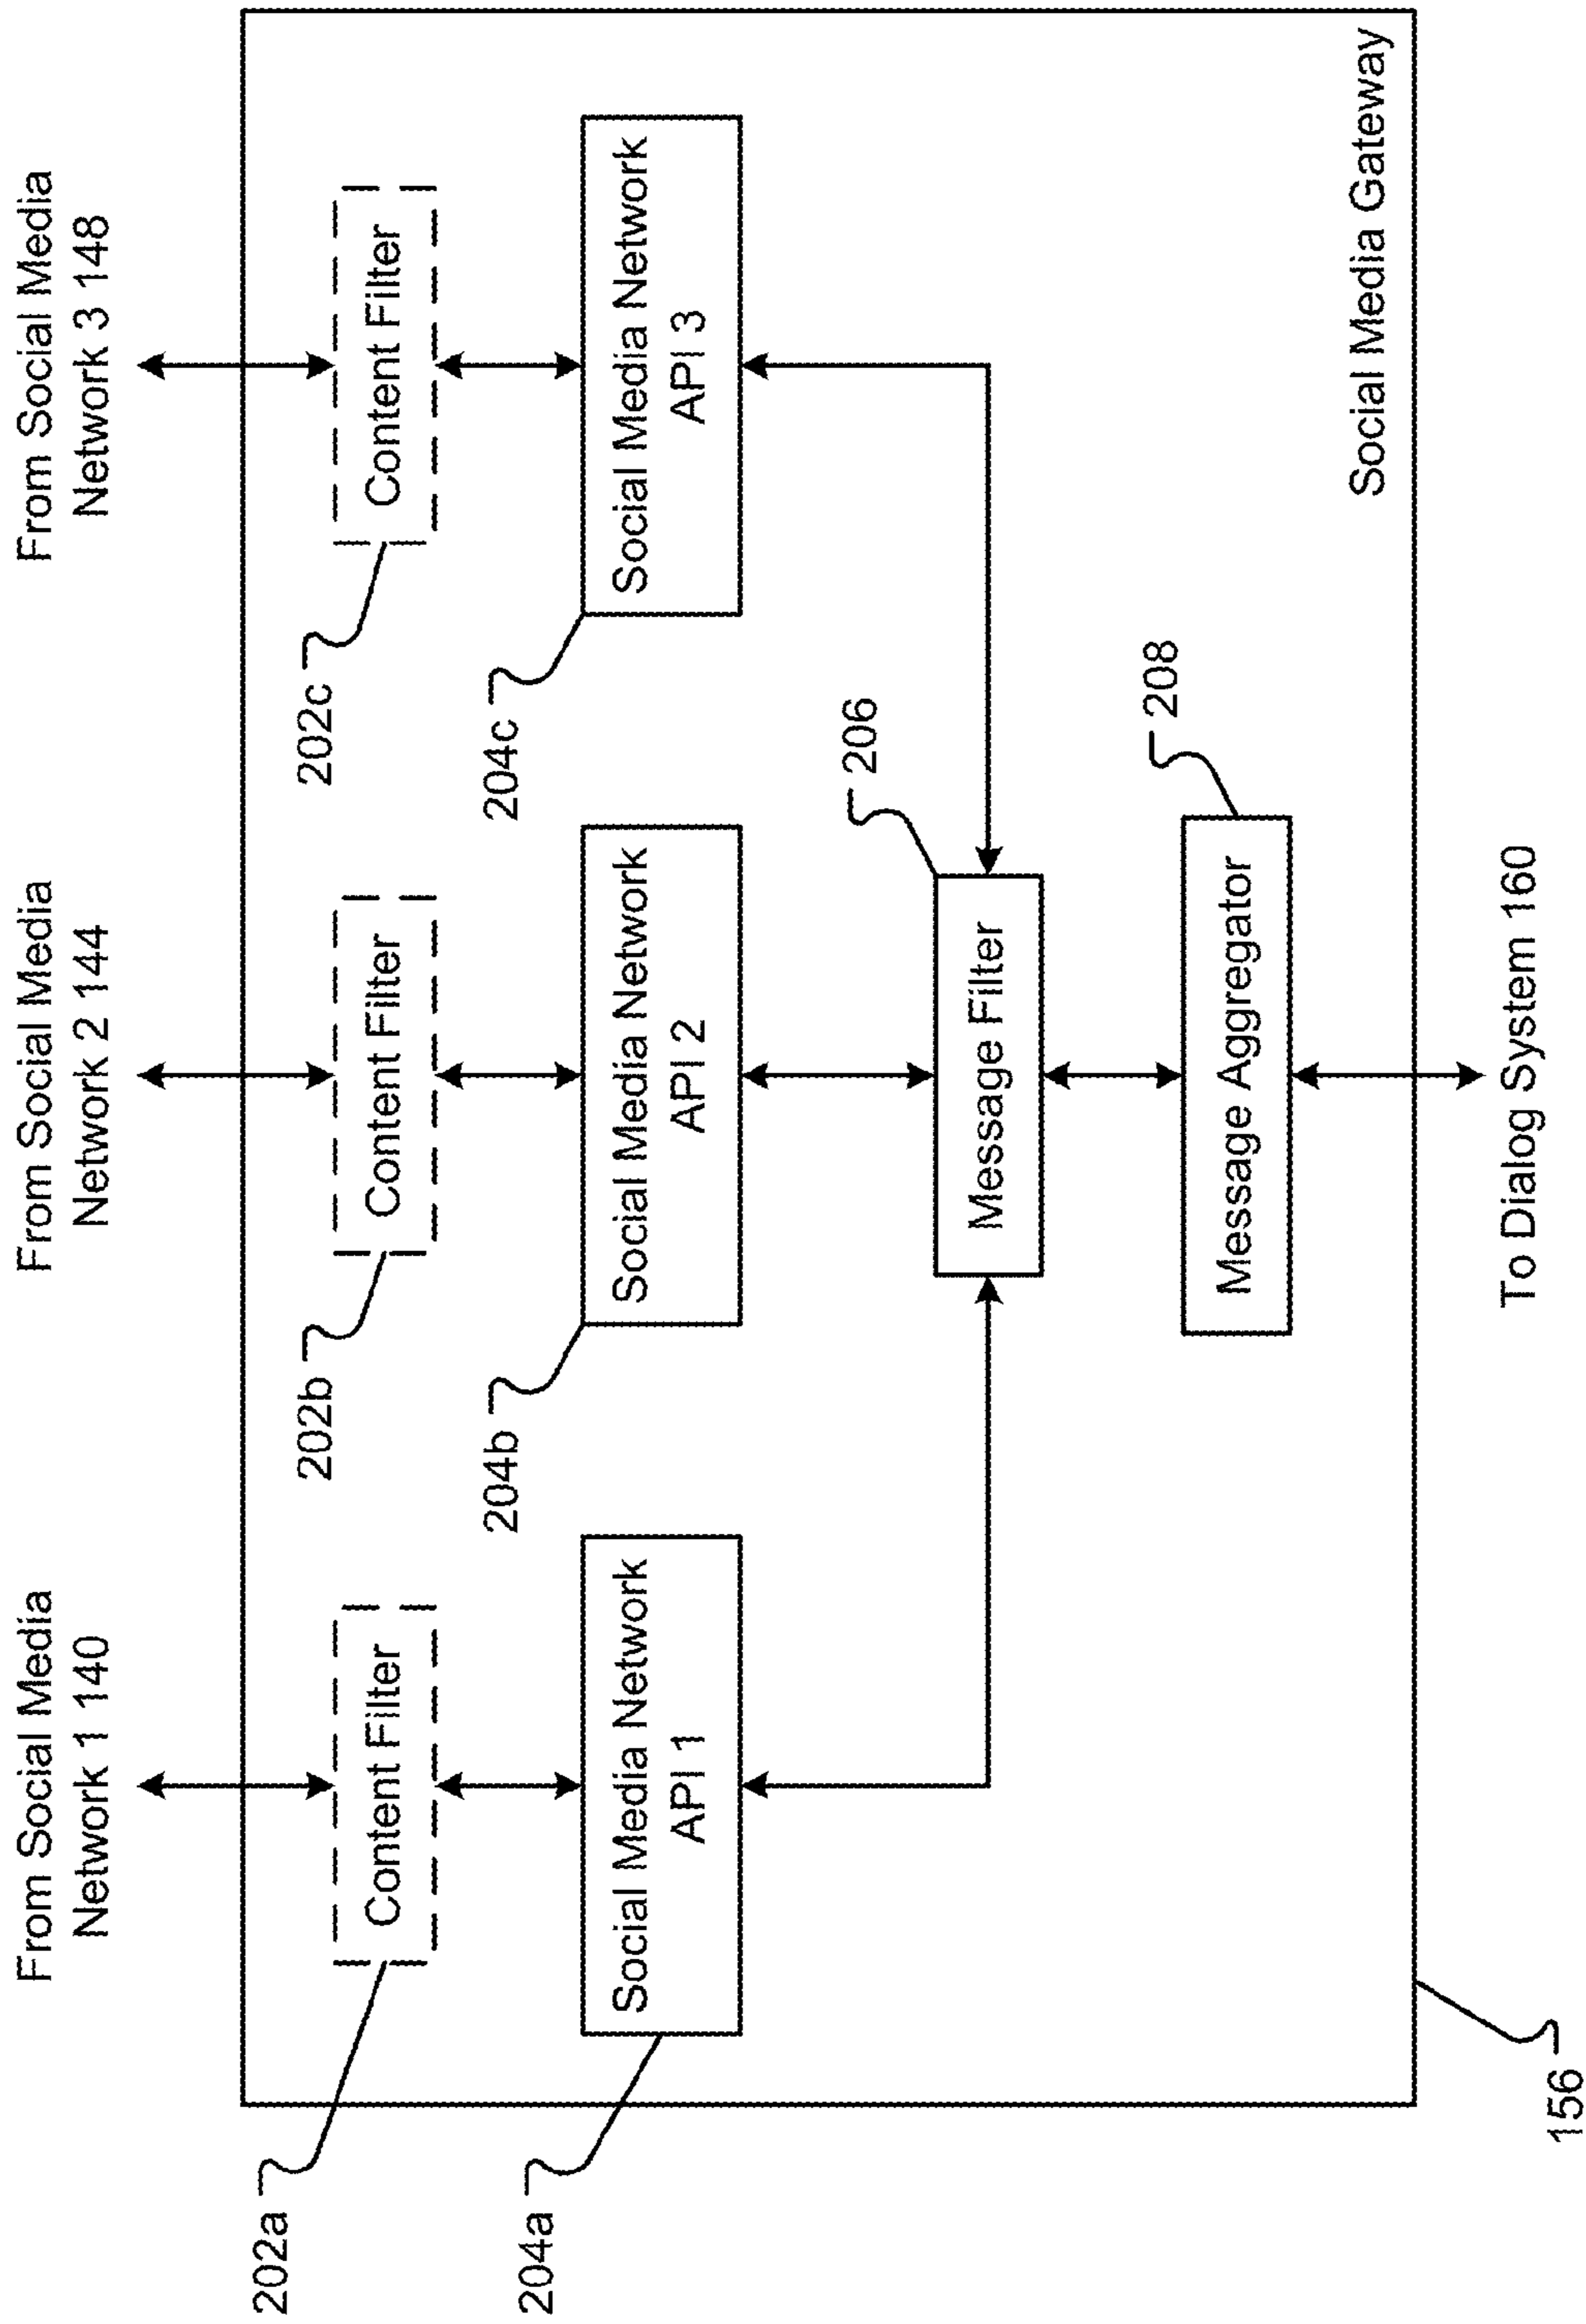 From Social Media
Network 1 140
From Social Media
Network 2 144
From Social Media
Network 3 148
202a
Content Filter
202b
Content Filter
202c
Content Filter
204a
Social Media Network
API 1
204b
Social Media Network
API 2
204c
Social Media Network
API 3
206
Message Filter
208
Message Aggregator
Social Media Gateway
156
To Dialog System 160